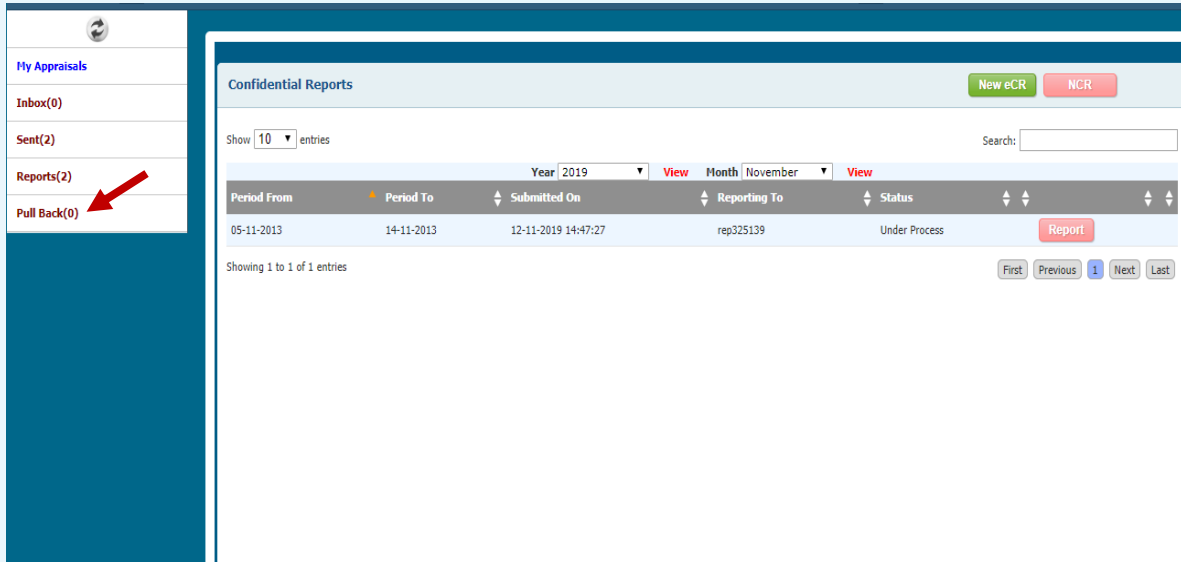 My Appraisals
Inbox(0)
Sent(2)
Reports(2)
Pull Back(0)
Confidential Reports New eCR NCR
Show 10 entries Search:
Year 2019 View Month November View
Period From Period To Submitted On Reporting To Status
05-11-2013 14-11-2013 12-11-2019 14:47:27 rep325139 Under Process Report
Showing 1 to 1 of 1 entries First Previous 1 Next Last